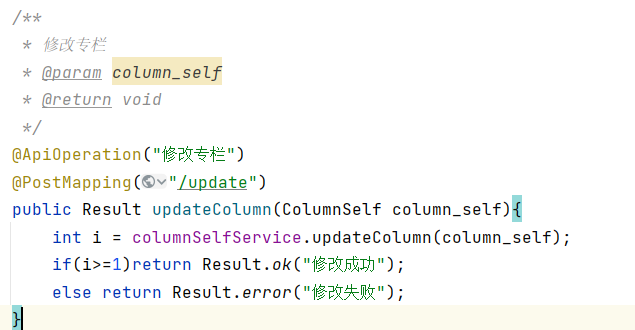 /**
 * 修改专栏
 * @param column_self
 * @return void
 */
@ApiOperation("修改专栏")
@PostMapping("/update")
public Result updateColumn(ColumnSelf column_self){
    int i = columnSelfService.updateColumn(column_self);
    if(i>=1)return Result.ok("修改成功");
    else return Result.error("修改失败");
}